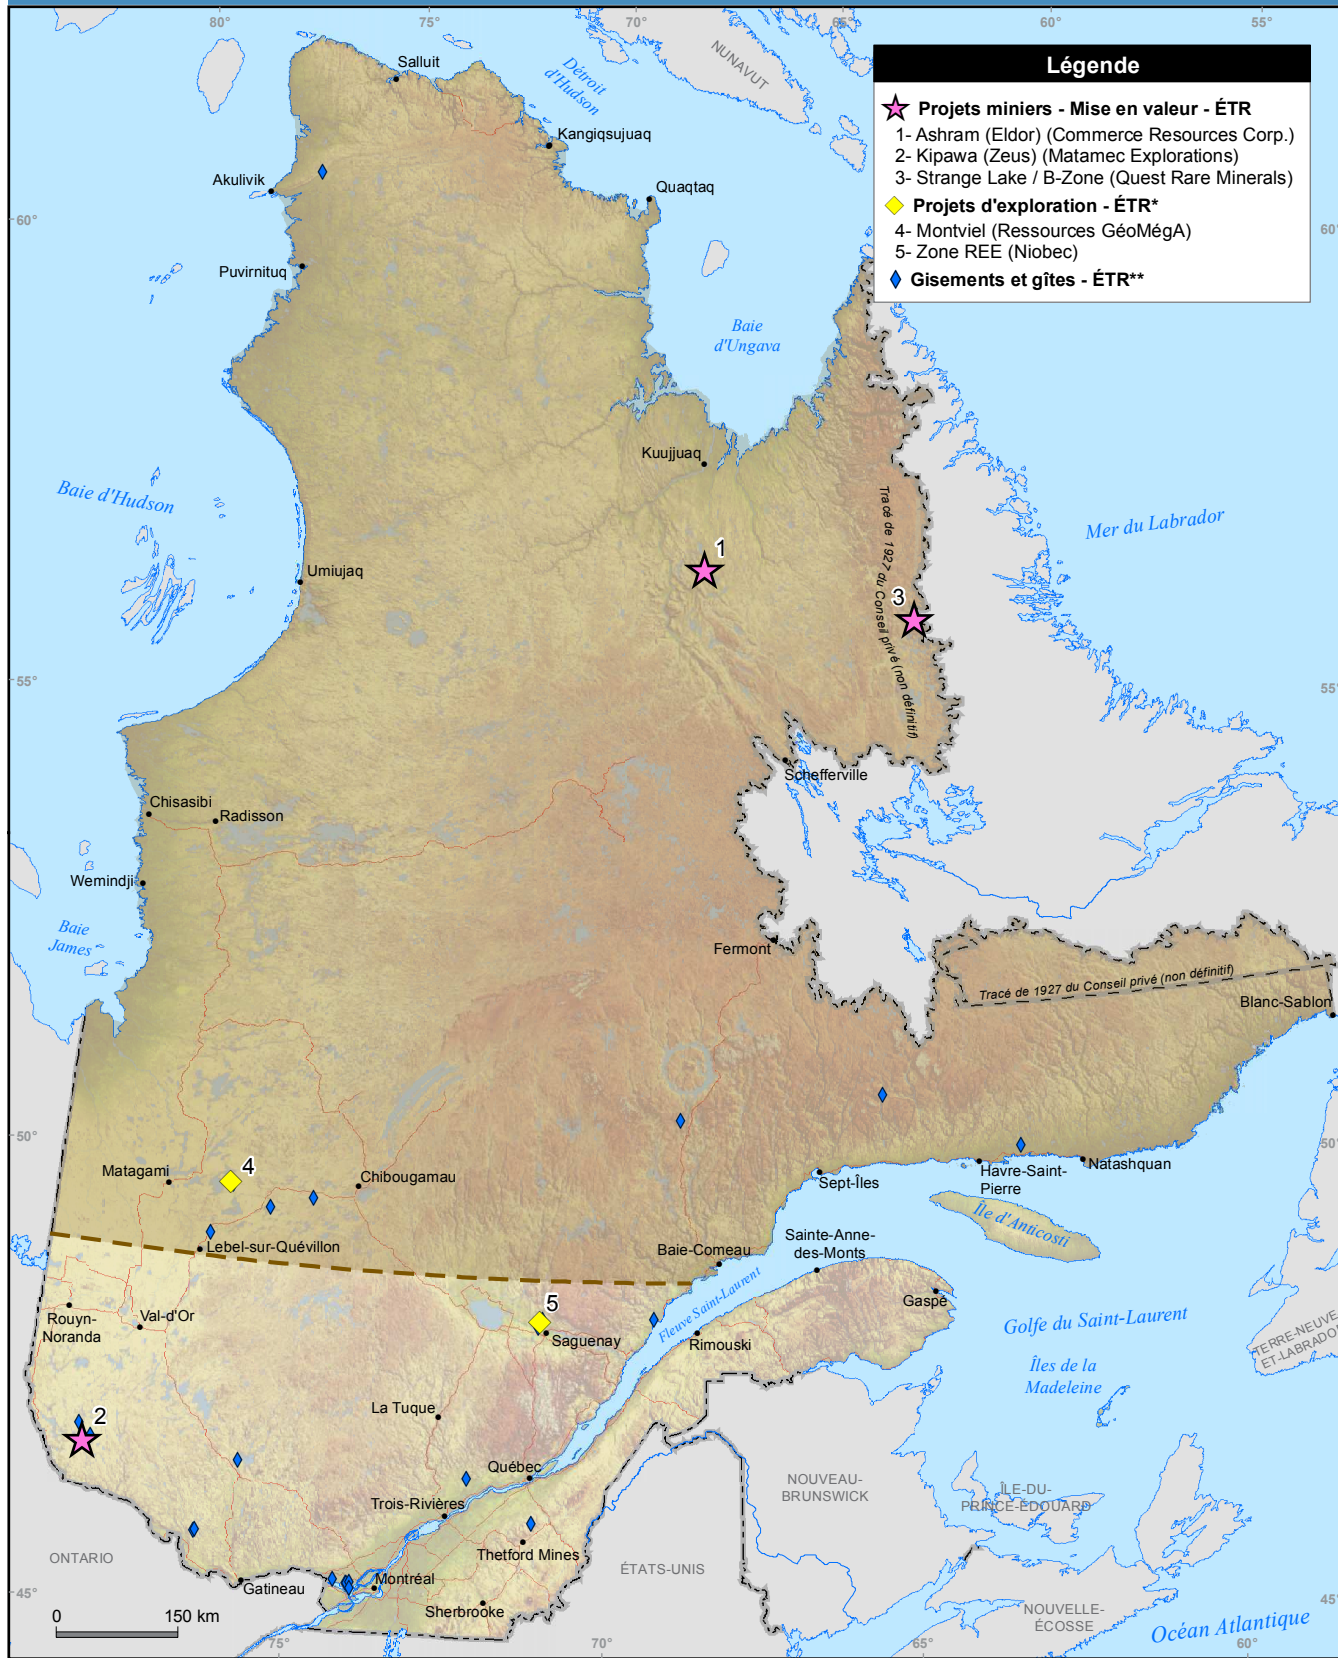 80°
75°
70°
65°
60°
55°
Salluit
Détroit
d'Hudson
NUNAVUT
Légende
Projets miniers - Mise en valeur - ÉTR
1- Ashram (Eldor) (Commerce Resources Corp.)
2- Kipawa (Zeus) (Matamec Explorations)
3- Strange Lake / B-Zone (Quest Rare Minerals)
Projets d'exploration - ÉTR*
4- Montviel (Ressources GéoMégA)
5- Zone REE (Niobec)
Gisements et gîtes - ÉTR**
Kangiqsujuaq
Akulivik
Quaqtaq
60°
60°
Puvirnituq
Baie
d'Ungava
Kuujjuaq
Baie d'Hudson
Mer du Labrador
Tracé de 1927 du Conseil privé (non définitif)
1
Umiujaq
3
55°
55°
Schefferville
Chisasibi
Radisson
Wemindji
Baie
James
Fermont
Tracé de 1927 du Conseil privé (non définitif)
Blanc-Sablon
50°
50°
Matagami
4
Chibougamau
Sept-Îles
Havre-Saint-
Pierre
Natashquan
Île d'Anticosti
Lebel-sur-Quévillon
Baie-Comeau
Sainte-Anne-
des-Monts
Gaspé
Rouyn-
Noranda
Val-d'Or
5
Saguenay
Fleuve Saint-Laurent
Rimouski
Golfe du Saint-Laurent
TERRE-NEUVE-
ET-LABRADOR
Îles de la
Madeleine
2
La Tuque
Québec
Trois-Rivières
NOUVEAU-
BRUNSWICK
ÎLE-DU-
PRINCE-ÉDOUARD
ONTARIO
Thetford Mines
ÉTATS-UNIS
Gatineau
Montréal
Sherbrooke
45°
45°
NOUVELLE-
ÉCOSSE
Océan Atlantique
0 150 km
75°
70°
65°
60°